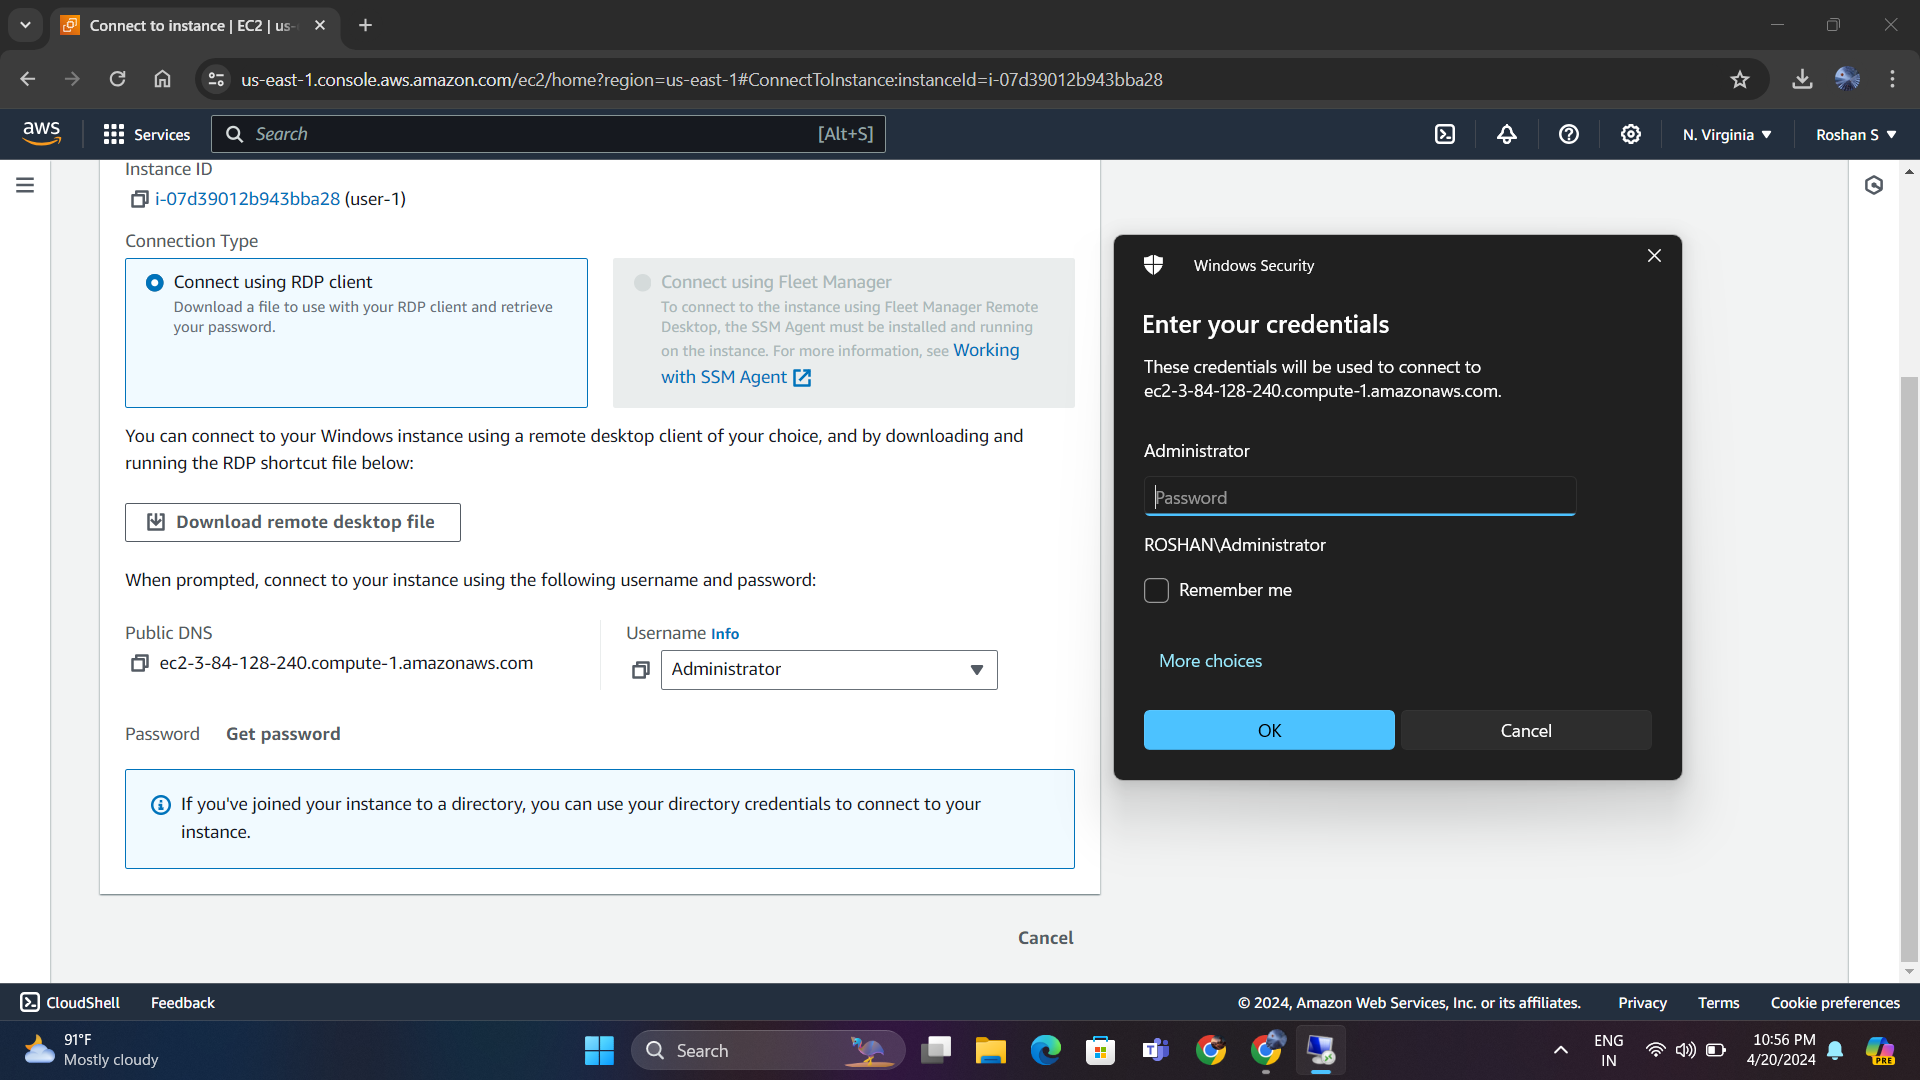 Connect to instance | EC2 | us-
us-east-1.console.aws.amazon.com/ec2/home?region=us-east-1#ConnectToInstance:instanceId=i-07d39012b943bba28
aws
Services
Search
[Alt+S]
N. Virginia
Roshan S
Instance ID
i-07d39012b943bba28 (user-1)
Connection Type
Connect using RDP client
Download a file to use with your RDP client and retrieve
your password.
Connect using Fleet Manager
To connect to the instance using Fleet Manager Remote
Desktop, the SSM Agent must be installed and running
on the instance. For more information, see Working
with SSM Agent
You can connect to your Windows instance using a remote desktop client of your choice, and by downloading and
running the RDP shortcut file below:
Download remote desktop file
When prompted, connect to your instance using the following username and password:
Public DNS
ec2-3-84-128-240.compute-1.amazonaws.com
Username Info
Administrator
Password
Get password
If you've joined your instance to a directory, you can use your directory credentials to connect to your
instance.
Cancel
Windows Security
Enter your credentials
These credentials will be used to connect to
ec2-3-84-128-240.compute-1.amazonaws.com.
Administrator
Password
ROSHAN\Administrator
Remember me
More choices
OK
Cancel
CloudShell
Feedback
© 2024, Amazon Web Services, Inc. or its affiliates.
Privacy
Terms
Cookie preferences
91°F
Mostly cloudy
Search
ENG
IN
10:56 PM
4/20/2024
PRE